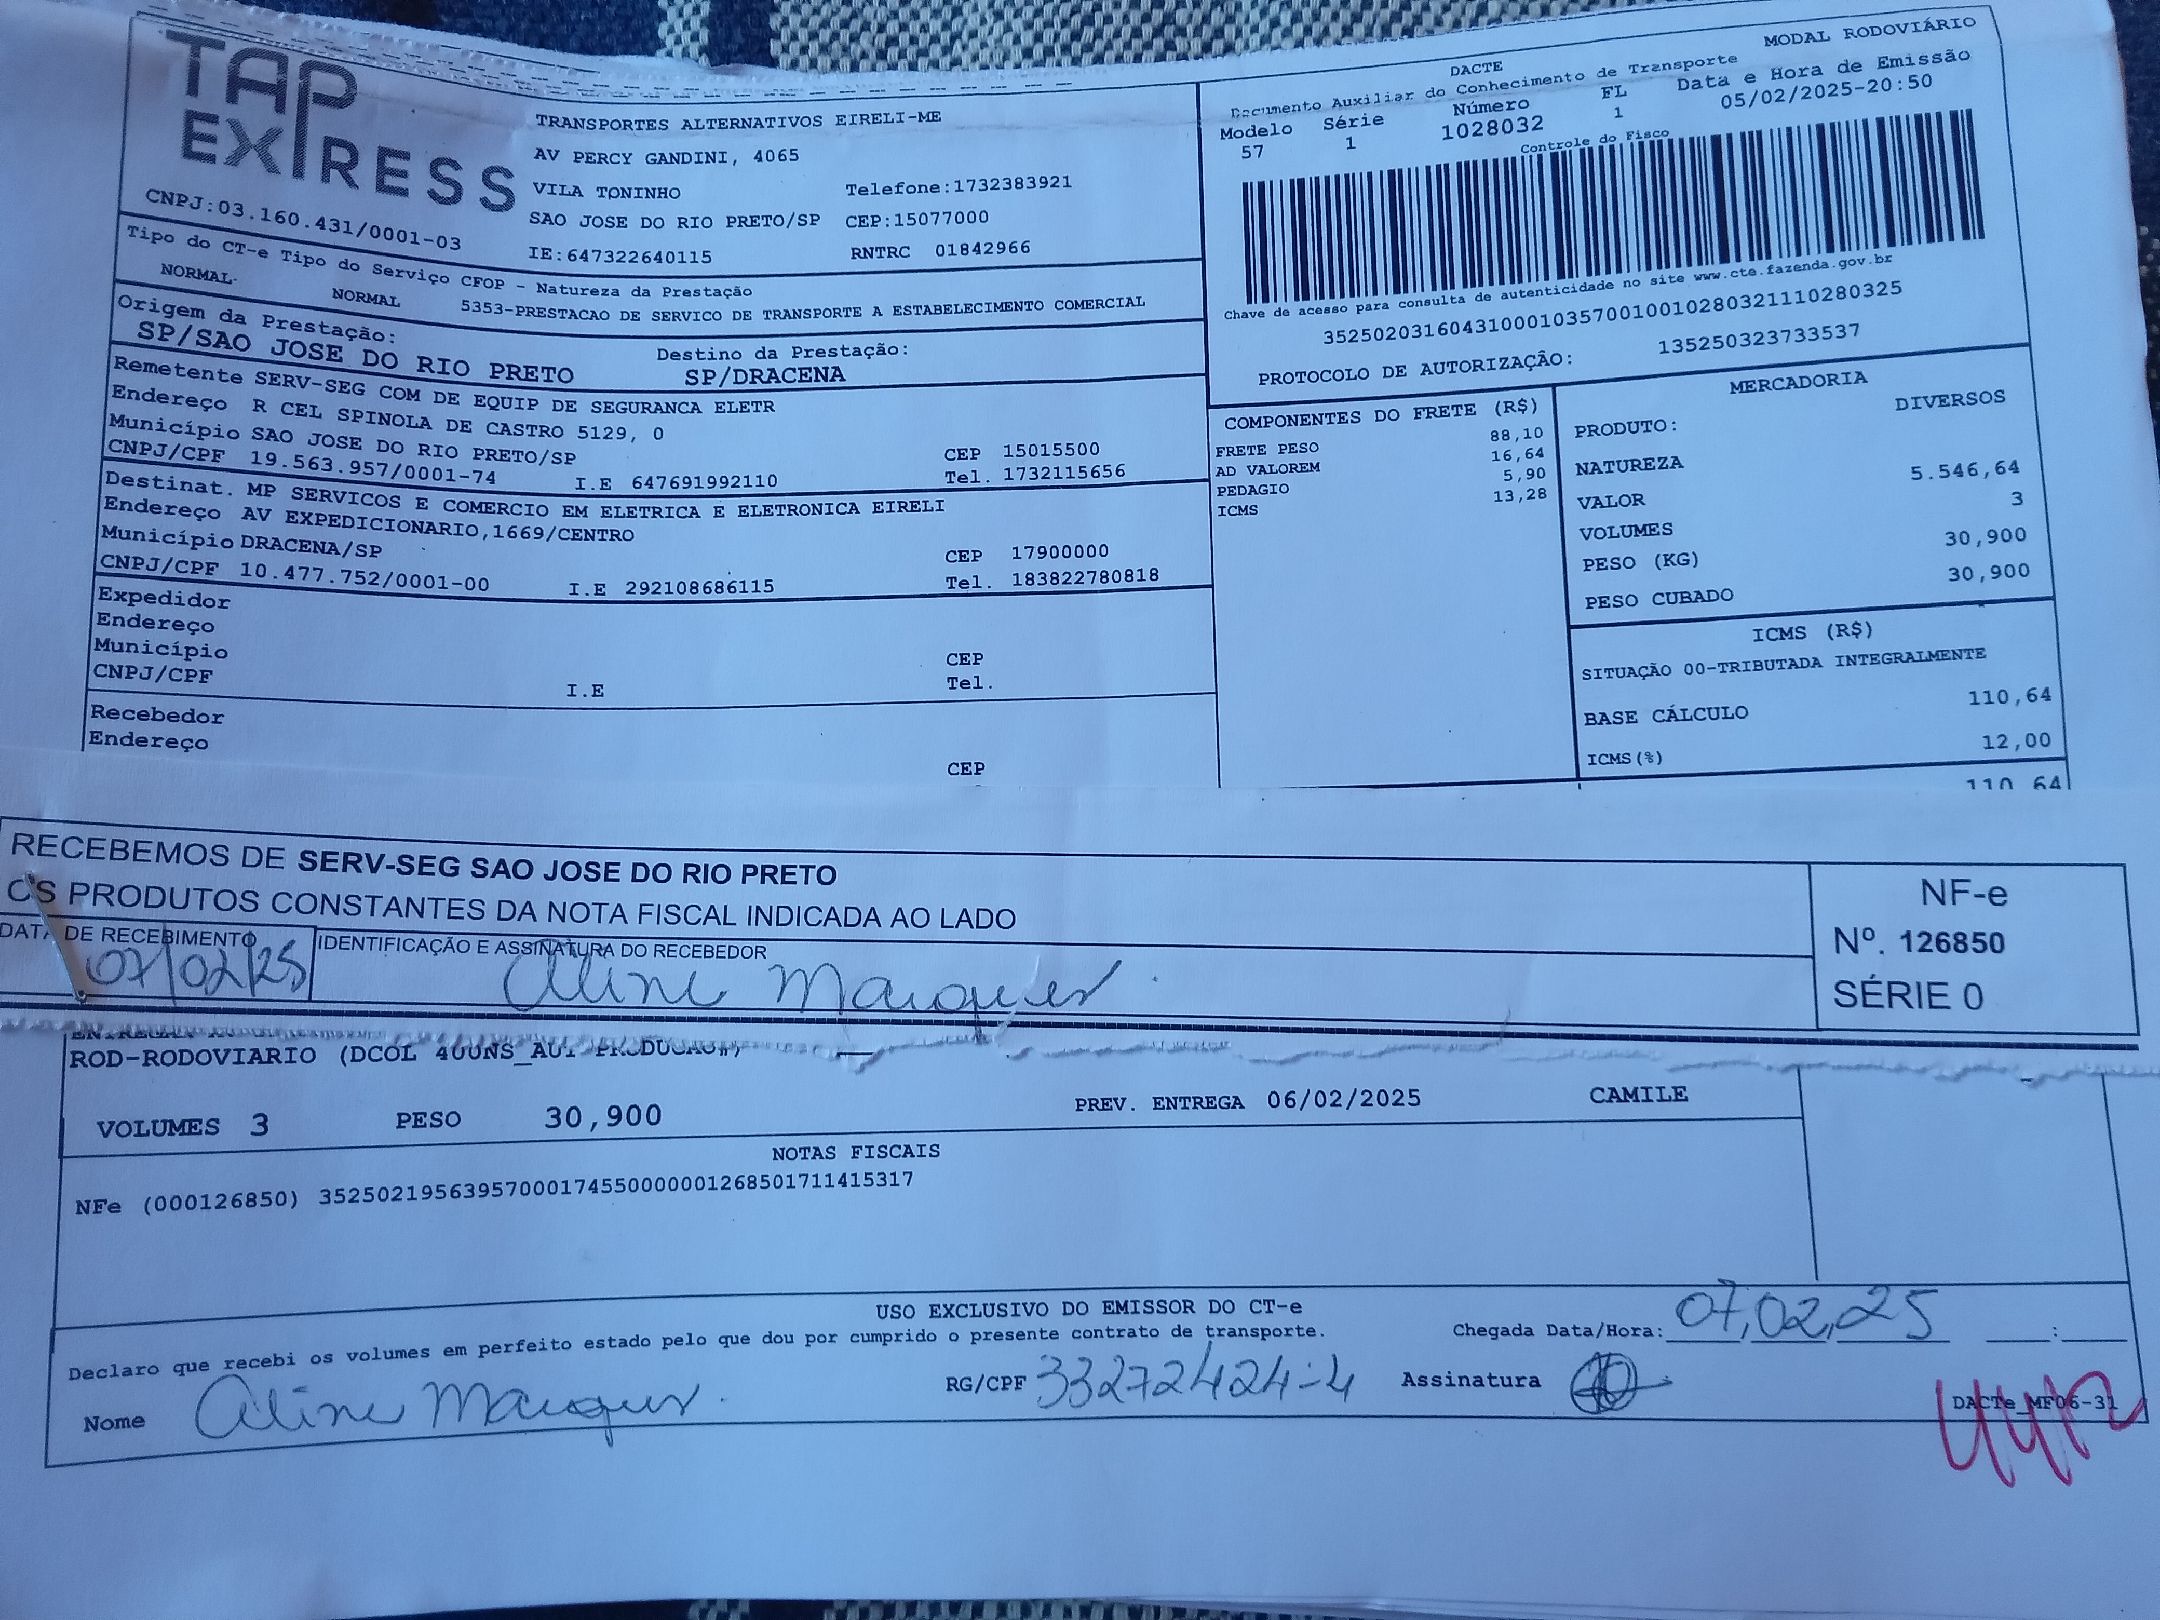 TAP EXPRESS
CNPJ:03.160.431/0001-03
TRANSPORTES ALTERNATIVOS EIRELI-ME
AV PERCY GANDINI, 4065
VILA TONINHO Telefone:1732383921
SAO JOSE DO RIO PRETO/SP CEP:15077000
IE:647322640115 RNTRC 01842966
MODAL RODOVIÁRIO
DACTE
Documento Auxiliar do Conhecimento de Transporte
Modelo Série Número FL Data e Hora de Emissão
57 1 1028032 1 05/02/2025-20:50
Controle do Fisco
Chave de acesso para consulta de autenticidade no site www.cte.fazenda.gov.br
35250203160431000103570010010280321110280325
PROTOCOLO DE AUTORIZAÇÃO: 135250323733537
Tipo do CT-e Tipo do Serviço CFOP - Natureza da Prestação
NORMAL NORMAL 5353-PRESTACAO DE SERVICO DE TRANSPORTE A ESTABELECIMENTO COMERCIAL
Origem da Prestação: Destino da Prestação:
SP/SAO JOSE DO RIO PRETO SP/DRACENA
Remetente SERV-SEG COM DE EQUIP DE SEGURANCA ELETR
Endereço R CEL SPINOLA DE CASTRO 5129, 0
Município SAO JOSE DO RIO PRETO/SP CEP 15015500
CNPJ/CPF 19.563.957/0001-74 I.E 647691992110 Tel. 1732115656
Destinat. MP SERVICOS E COMERCIO EM ELETRICA E ELETRONICA EIRELI
Endereço AV EXPEDICIONARIO,1669/CENTRO
Município DRACENA/SP CEP 17900000
CNPJ/CPF 10.477.752/0001-00 I.E 292108686115 Tel. 183822780818
Expedidor
Endereço
Município CEP
CNPJ/CPF I.E Tel.
Recebedor
Endereço
CEP
COMPONENTES DO FRETE (R$)
FRETE PESO 88,10
AD VALOREM 16,64
PEDAGIO 5,90
ICMS 13,28
MERCADORIA
PRODUTO: DIVERSOS
NATUREZA
VALOR 5.546,64
VOLUMES 3
PESO (KG) 30,900
PESO CUBADO 30,900
ICMS (R$)
SITUAÇÃO 00-TRIBUTADA INTEGRALMENTE
BASE CÁLCULO 110,64
ICMS(%) 12,00
110,64
RECEBEMOS DE SERV-SEG SAO JOSE DO RIO PRETO
OS PRODUTOS CONSTANTES DA NOTA FISCAL INDICADA AO LADO
DATA DE RECEBIMENTO IDENTIFICAÇÃO E ASSINATURA DO RECEBEDOR
07/02/25 Aline Marques
NF-e
Nº. 126850
SÉRIE 0
ROD-RODOVIARIO (DCOL
VOLUMES 3 PESO 30,900 PREV. ENTREGA 06/02/2025 CAMILE
NOTAS FISCAIS
NFe (000126850) 35250219563957000174550000001268501711415317
USO EXCLUSIVO DO EMISSOR DO CT-e
Declaro que recebi os volumes em perfeito estado pelo que dou por cumprido o presente contrato de transporte. Chegada Data/Hora: 07,02,25 :
Nome Aline Marques RG/CPF 33272424-4 Assinatura
DACTe_MF06-31